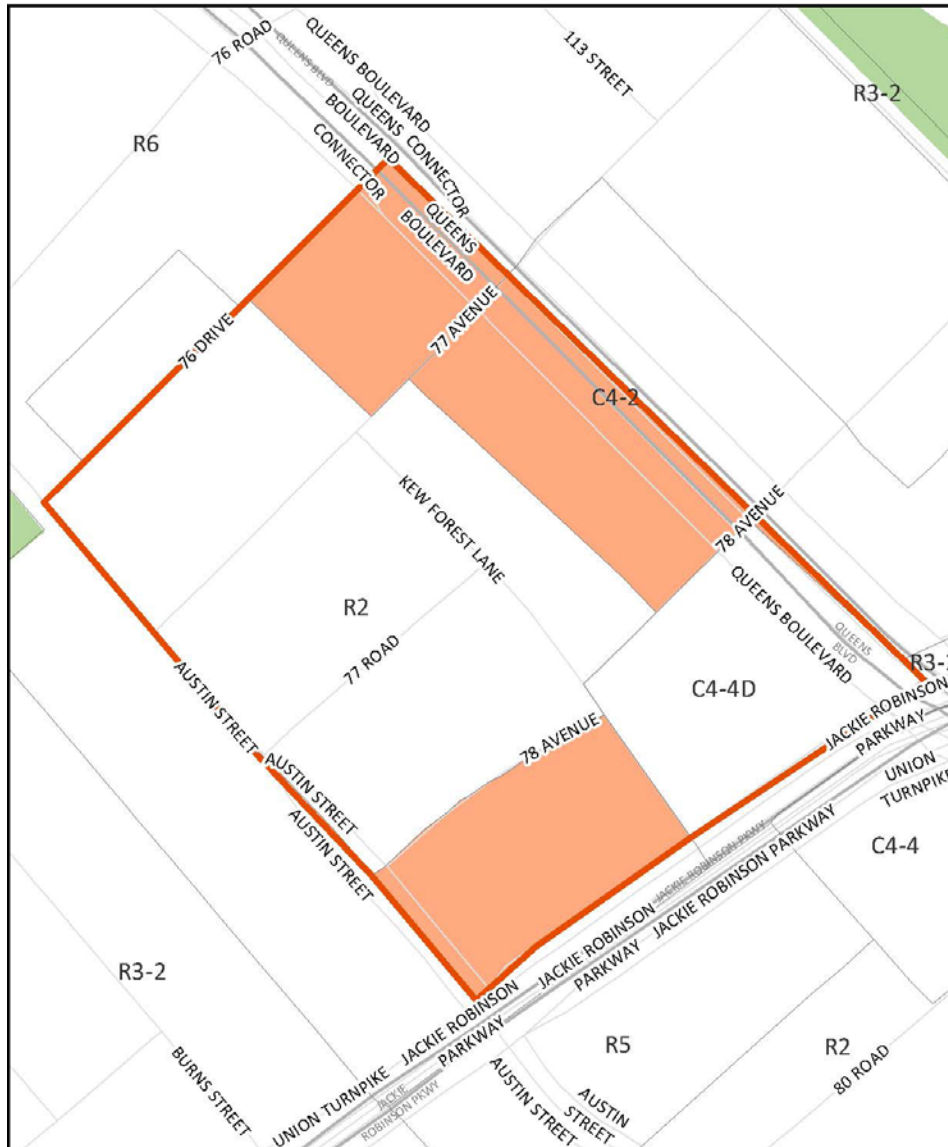 76 ROAD
QUEENS BLVD
QUEENS BOULEVARD
QUEENS CONNECTOR
BOULEVARD
CONNECTOR
113 STREET
R3-2
R6
QUEENS
BOULEVARD
77 AVENUE
76 DRIVE
C4-2
KEW FOREST LANE
78 AVENUE
QUEENS BOULEVARD
QUEENS
BLVD
R2
77 ROAD
R3-2
C4-4D
JACKIE ROBINSON
PARKWAY
UNION
TURNPIKE
AUSTIN STREET
78 AVENUE
AUSTIN STREET
AUSTIN STREET
JACKIE ROBINSON PKWY
C4-4
JACKIE ROBINSON
PARKWAY
JACKIE ROBINSON PARKWAY
R3-2
JACKIE ROBINSON
PARKWAY
R5
R2
80 ROAD
BURNS STREET
UNION TURNPIKE
JACKIE
ROBINSON PKWY
AUSTIN STREET
AUSTIN
STREET